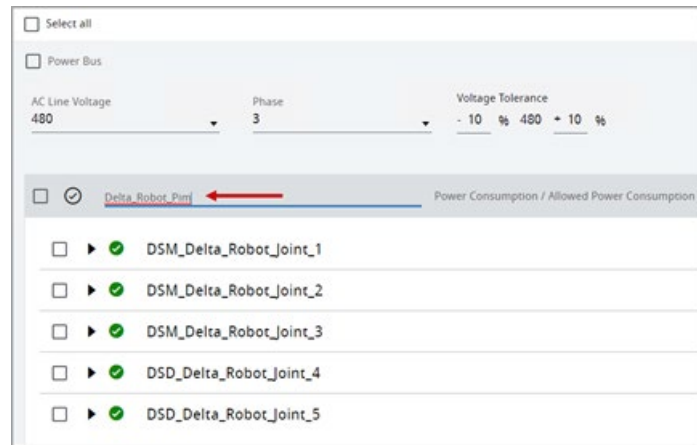 Select all
Power Bus
AC Line Voltage Phase Voltage Tolerance
480 3 - 10 % 480 + 10 %
Delta_Robot_Pim Power Consumption / Allowed Power Consumption
DSM_Delta_Robot_Joint_1
DSM_Delta_Robot_Joint_2
DSM_Delta_Robot_Joint_3
DSD_Delta_Robot_Joint_4
DSD_Delta_Robot_Joint_5